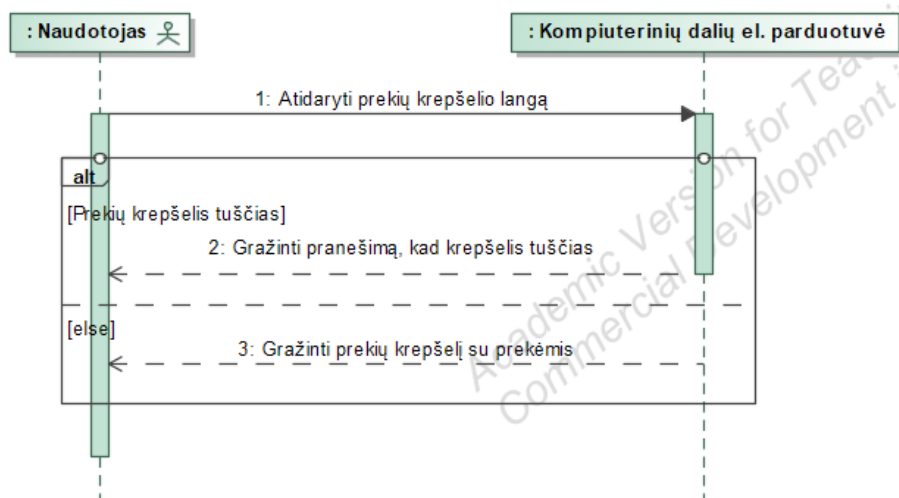 : Naudotojas
: Kompiuterinių dalių el. parduotuvė
1: Atidaryti prekių krepšelio langą
alt
[Prekių krepšelis tuščias]
2: Gražinti pranešimą, kad krepšelis tuščias
[else]
3: Gražinti prekių krepšelį su prekėmis
Academic Version for
Commercial Development